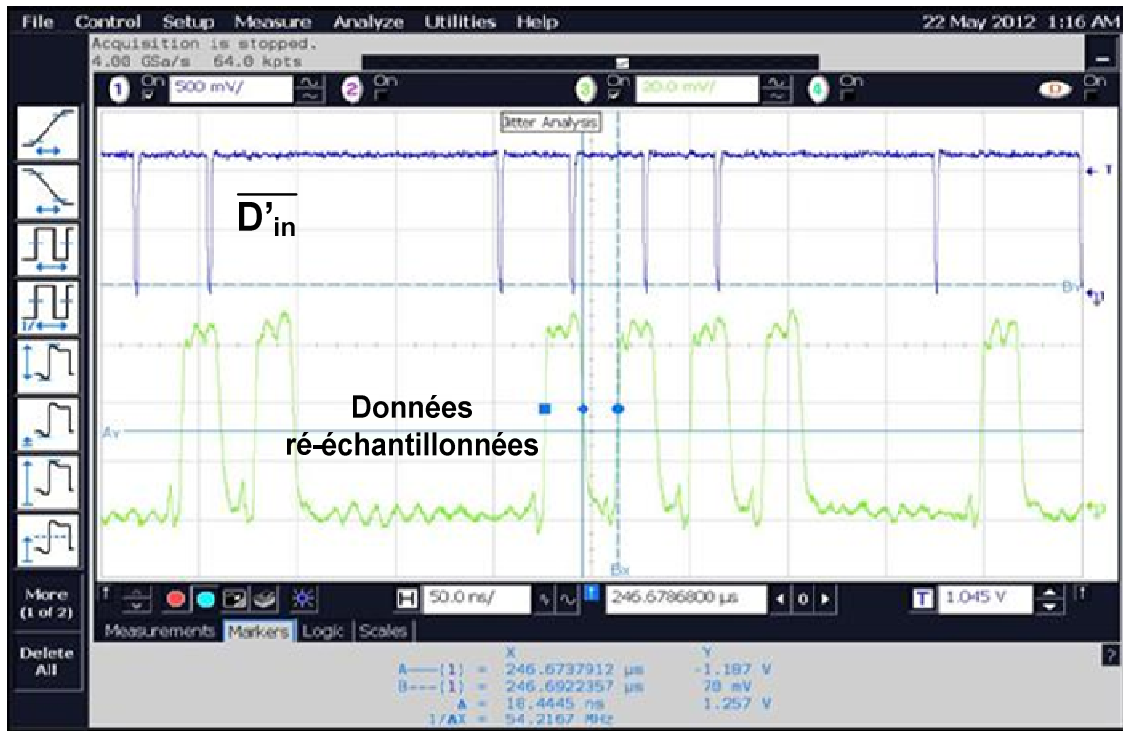 File Control Setup Measure Analyze Utilities Help 22 May 2012 1:16 AM
Acquisition is stopped.
4.00 GSa/s 64.0 kpts
1 On 500 mV/ 2 On 3 On 20.0 mV/ 4 On D On
Jitter Analysis
T
D'in
By
1
Données
ré-échantillonnées
Ay
Bx
More
(1 of 2)
Delete
All
H 50.0 ns/ 246.6786800 µs 0 T 1.045 V
Measurements Markers Logic Scales
X Y
A---(1) = 246.6737912 µs -1.187 V
B---(1) = 246.6922357 µs 70 mV
Δ = 18.4445 ns 1.257 V
1/ΔX = 54.2167 MHz
?